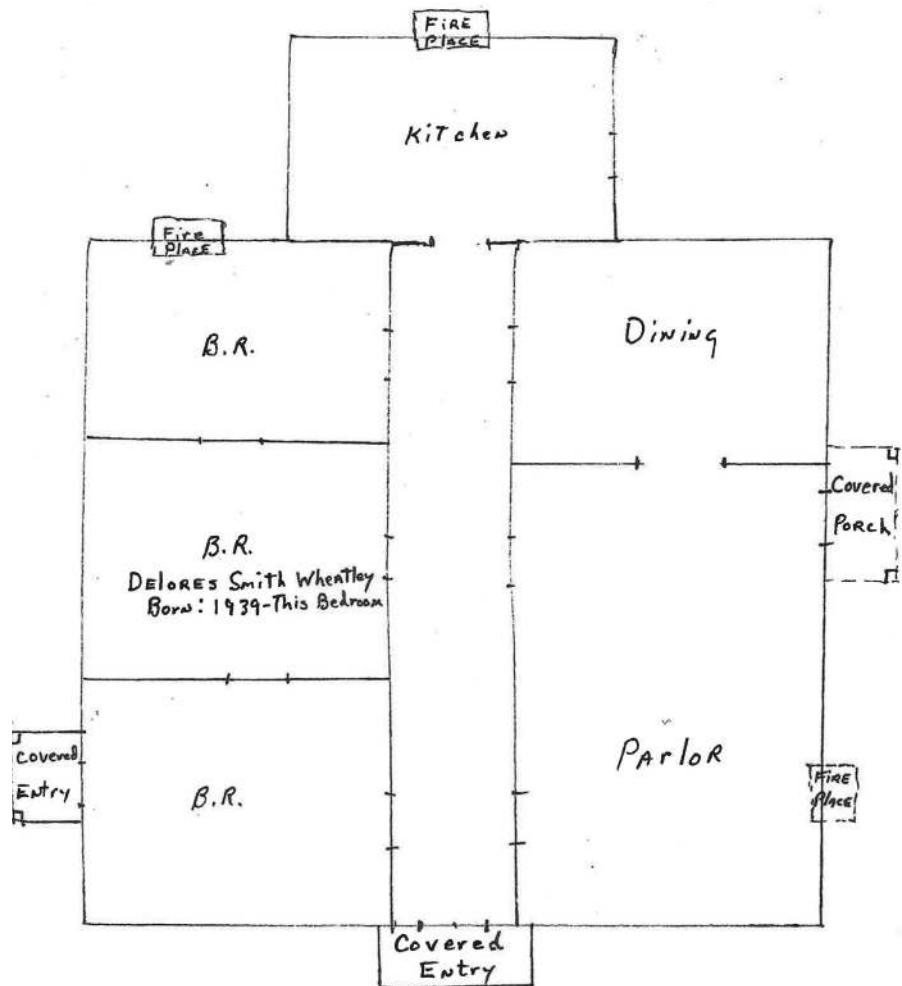 FIRE
PLACE
Kitchen
Fire
PLACE
B.R.
Dining
Covered
Porch
B.R.
DELORES Smith Wheatley
Born: 1939-This Bedroom
Covered
Entry
B.R.
PArloR
FIRE
PLACE
Covered
Entry